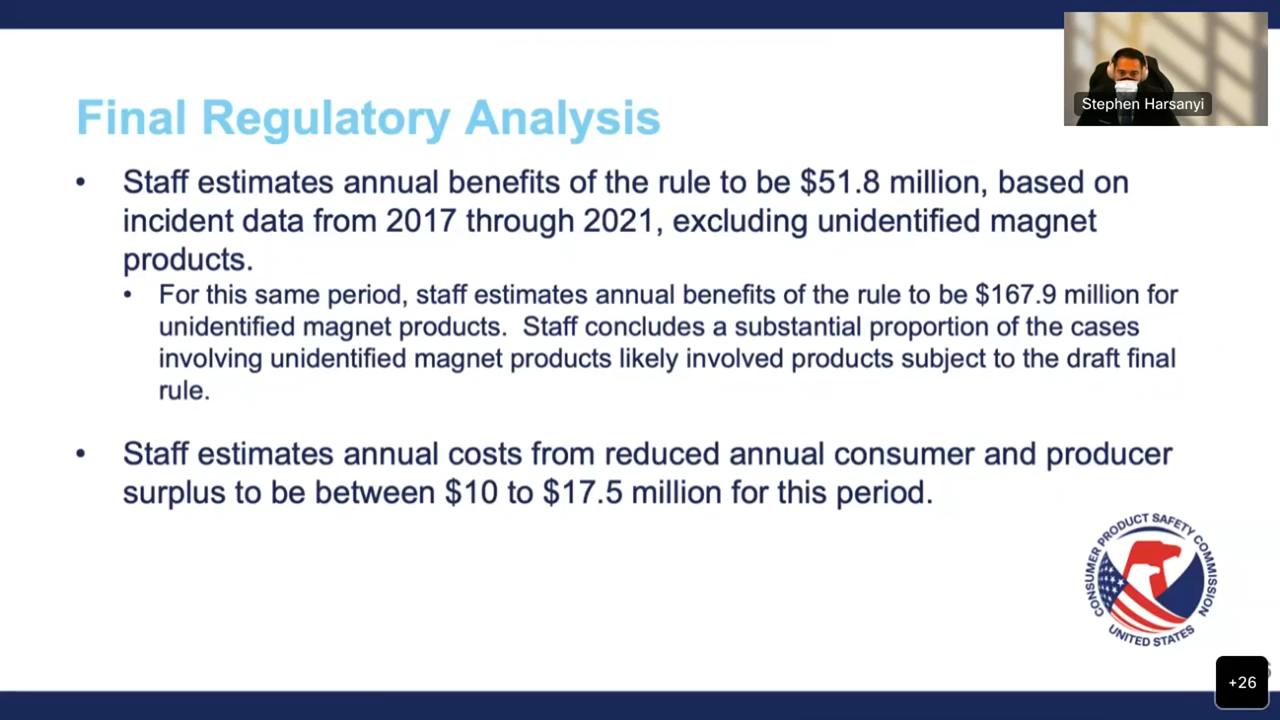 Stephen Harsanyi
Final Regulatory Analysis
• Staff estimates annual benefits of the rule to be $51.8 million, based on
incident data from 2017 through 2021, excluding unidentified magnet
products.
• For this same period, staff estimates annual benefits of the rule to be $167.9 million for
unidentified magnet products. Staff concludes a substantial proportion of the cases
involving unidentified magnet products likely involved products subject to the draft final
rule.
• Staff estimates annual costs from reduced annual consumer and producer
surplus to be between $10 to $17.5 million for this period.
CONSUMER PRODUCT SAFETY COMMISSION
UNITED STATES
+26